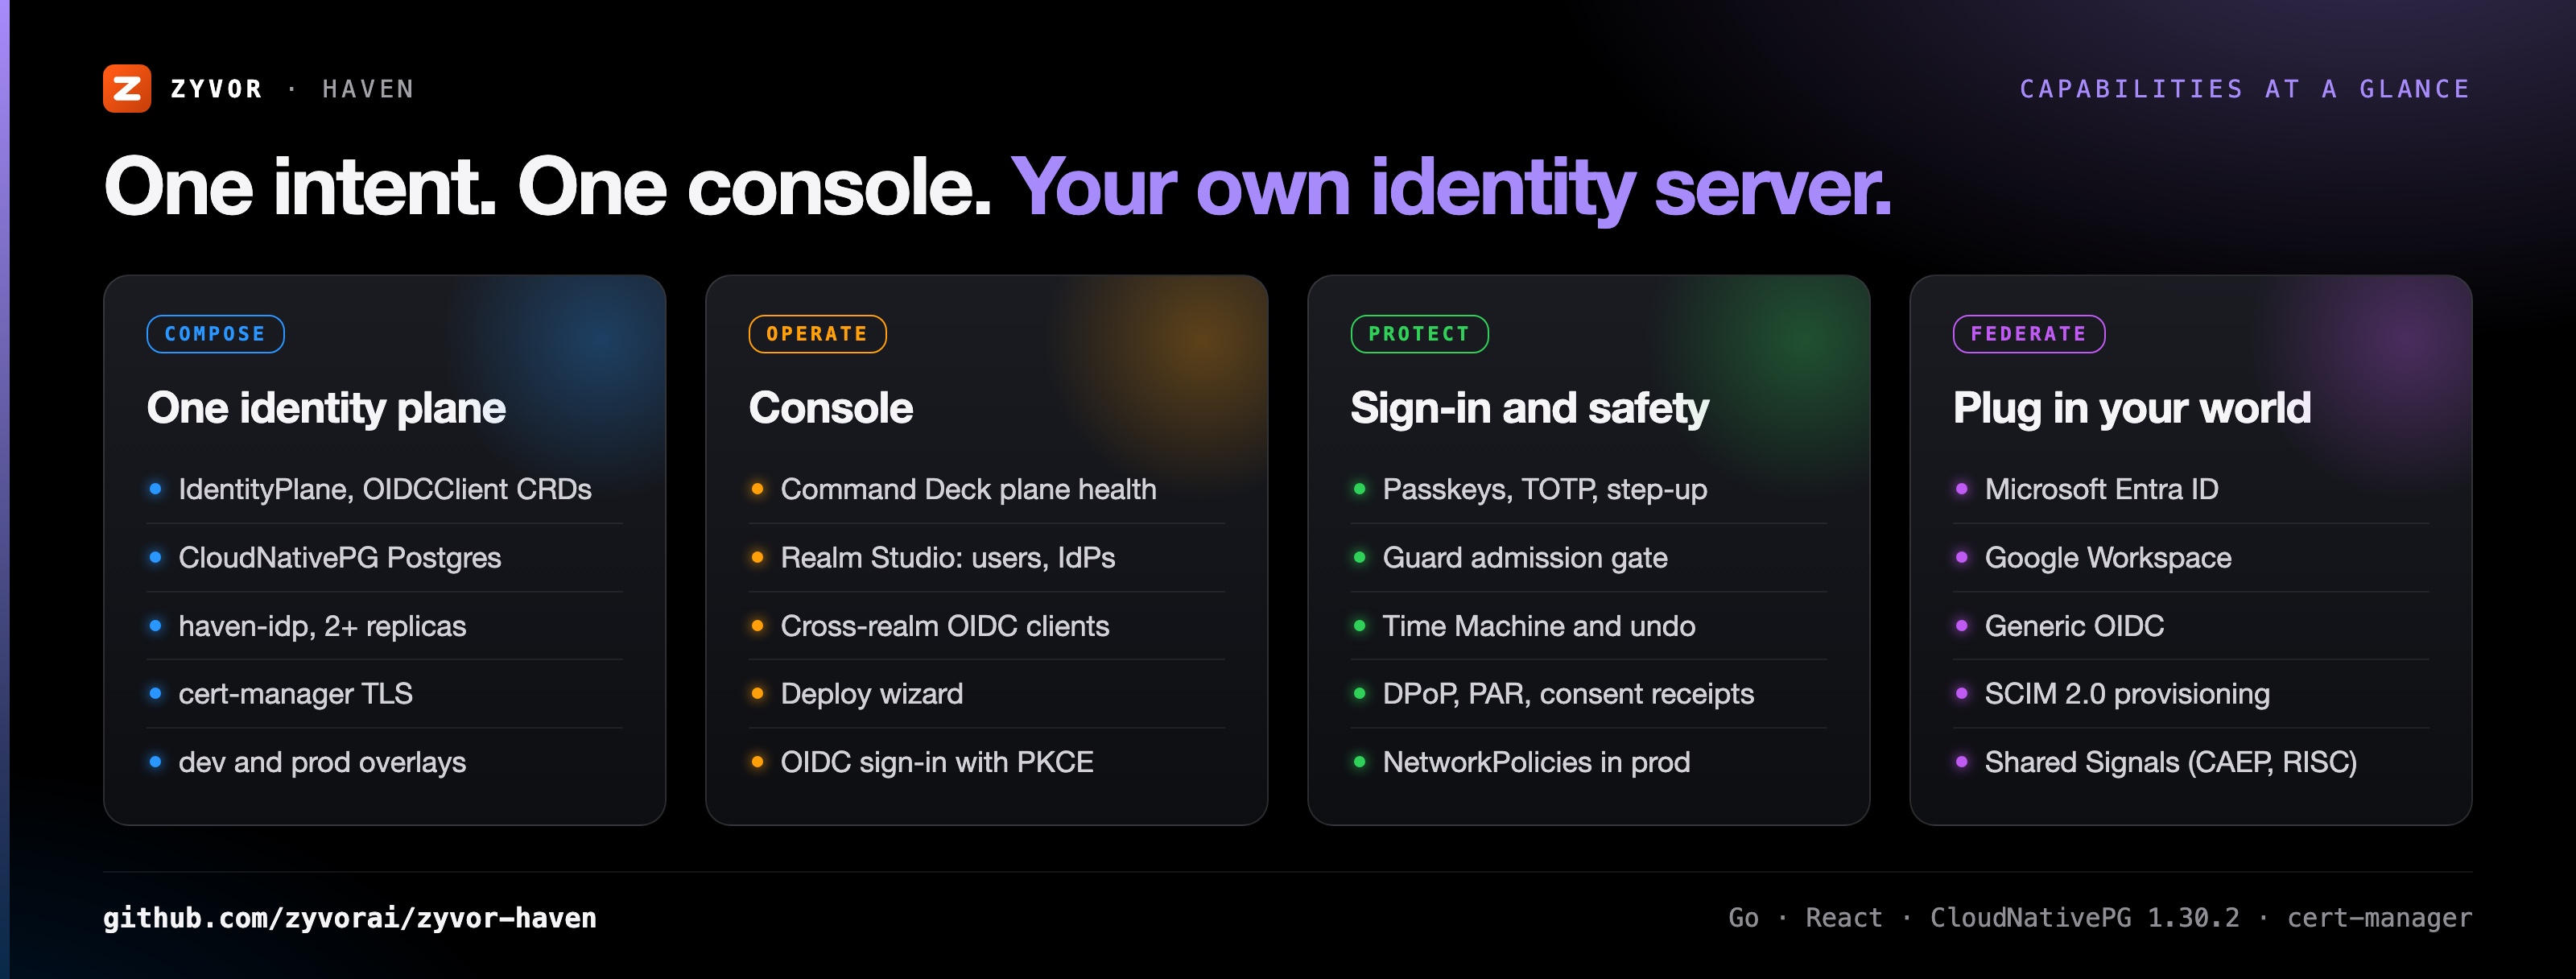 ZYVOR · HAVEN
CAPABILITIES AT A GLANCE
One intent. One console. Your own identity server.
COMPOSE
One identity plane
IdentityPlane, OIDCClient CRDs
CloudNativePG Postgres
haven-idp, 2+ replicas
cert-manager TLS
dev and prod overlays
OPERATE
Console
Command Deck plane health
Realm Studio: users, IdPs
Cross-realm OIDC clients
Deploy wizard
OIDC sign-in with PKCE
PROTECT
Sign-in and safety
Passkeys, TOTP, step-up
Guard admission gate
Time Machine and undo
DPoP, PAR, consent receipts
NetworkPolicies in prod
FEDERATE
Plug in your world
Microsoft Entra ID
Google Workspace
Generic OIDC
SCIM 2.0 provisioning
Shared Signals (CAEP, RISC)
github.com/zyvorai/zyvor-haven
Go · React · CloudNativePG 1.30.2 · cert-manager